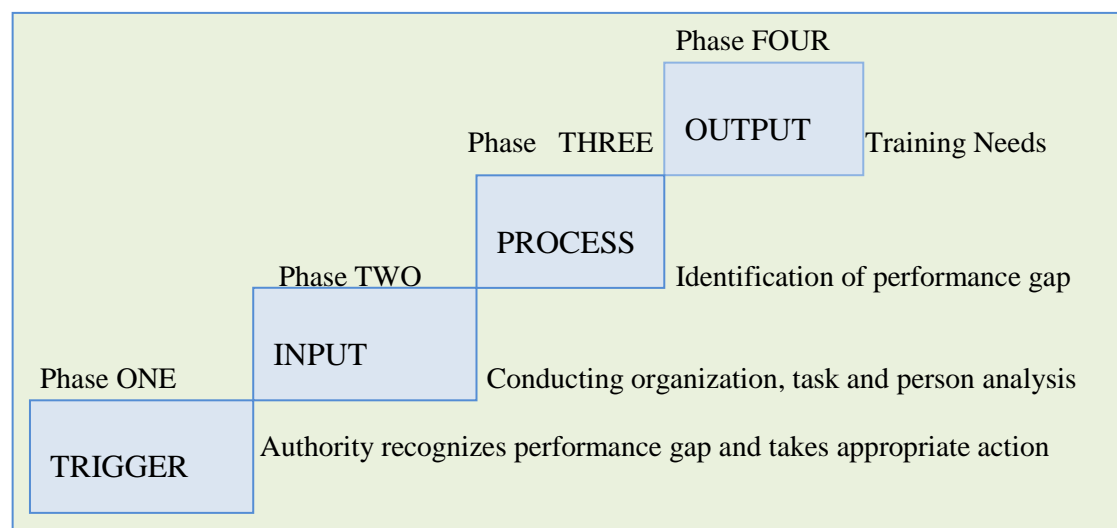 Phase FOUR
OUTPUT
Phase THREE
Training Needs
PROCESS
Phase TWO
Identification of performance gap
INPUT
Phase ONE
Conducting organization, task and person analysis
Authority recognizes performance gap and takes appropriate action
TRIGGER